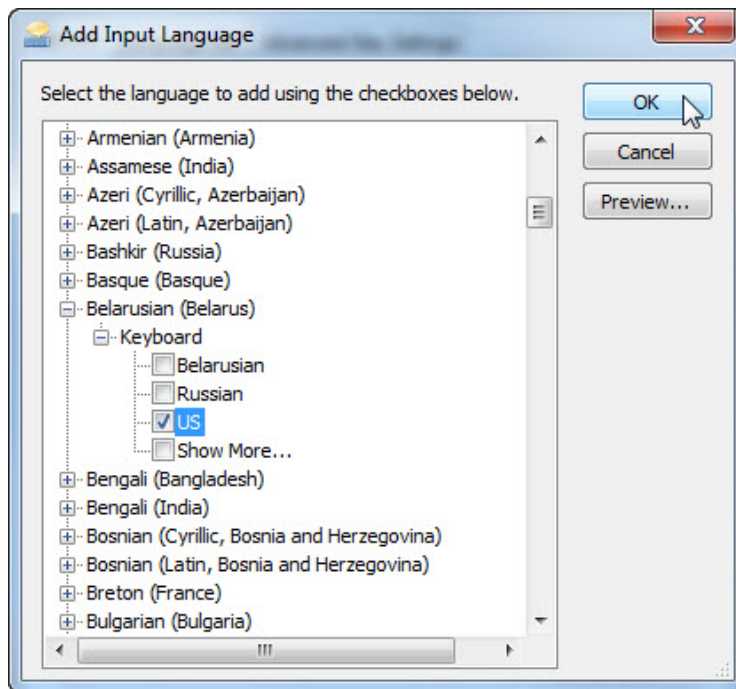 Add Input Language
Select the language to add using the checkboxes below.
OK
Cancel
Preview...
Armenian (Armenia)
Assamese (India)
Azeri (Cyrillic, Azerbaijan)
Azeri (Latin, Azerbaijan)
Bashkir (Russia)
Basque (Basque)
Belarusian (Belarus)
Keyboard
Belarusian
Russian
US
Show More...
Bengali (Bangladesh)
Bengali (India)
Bosnian (Cyrillic, Bosnia and Herzegovina)
Bosnian (Latin, Bosnia and Herzegovina)
Breton (France)
Bulgarian (Bulgaria)